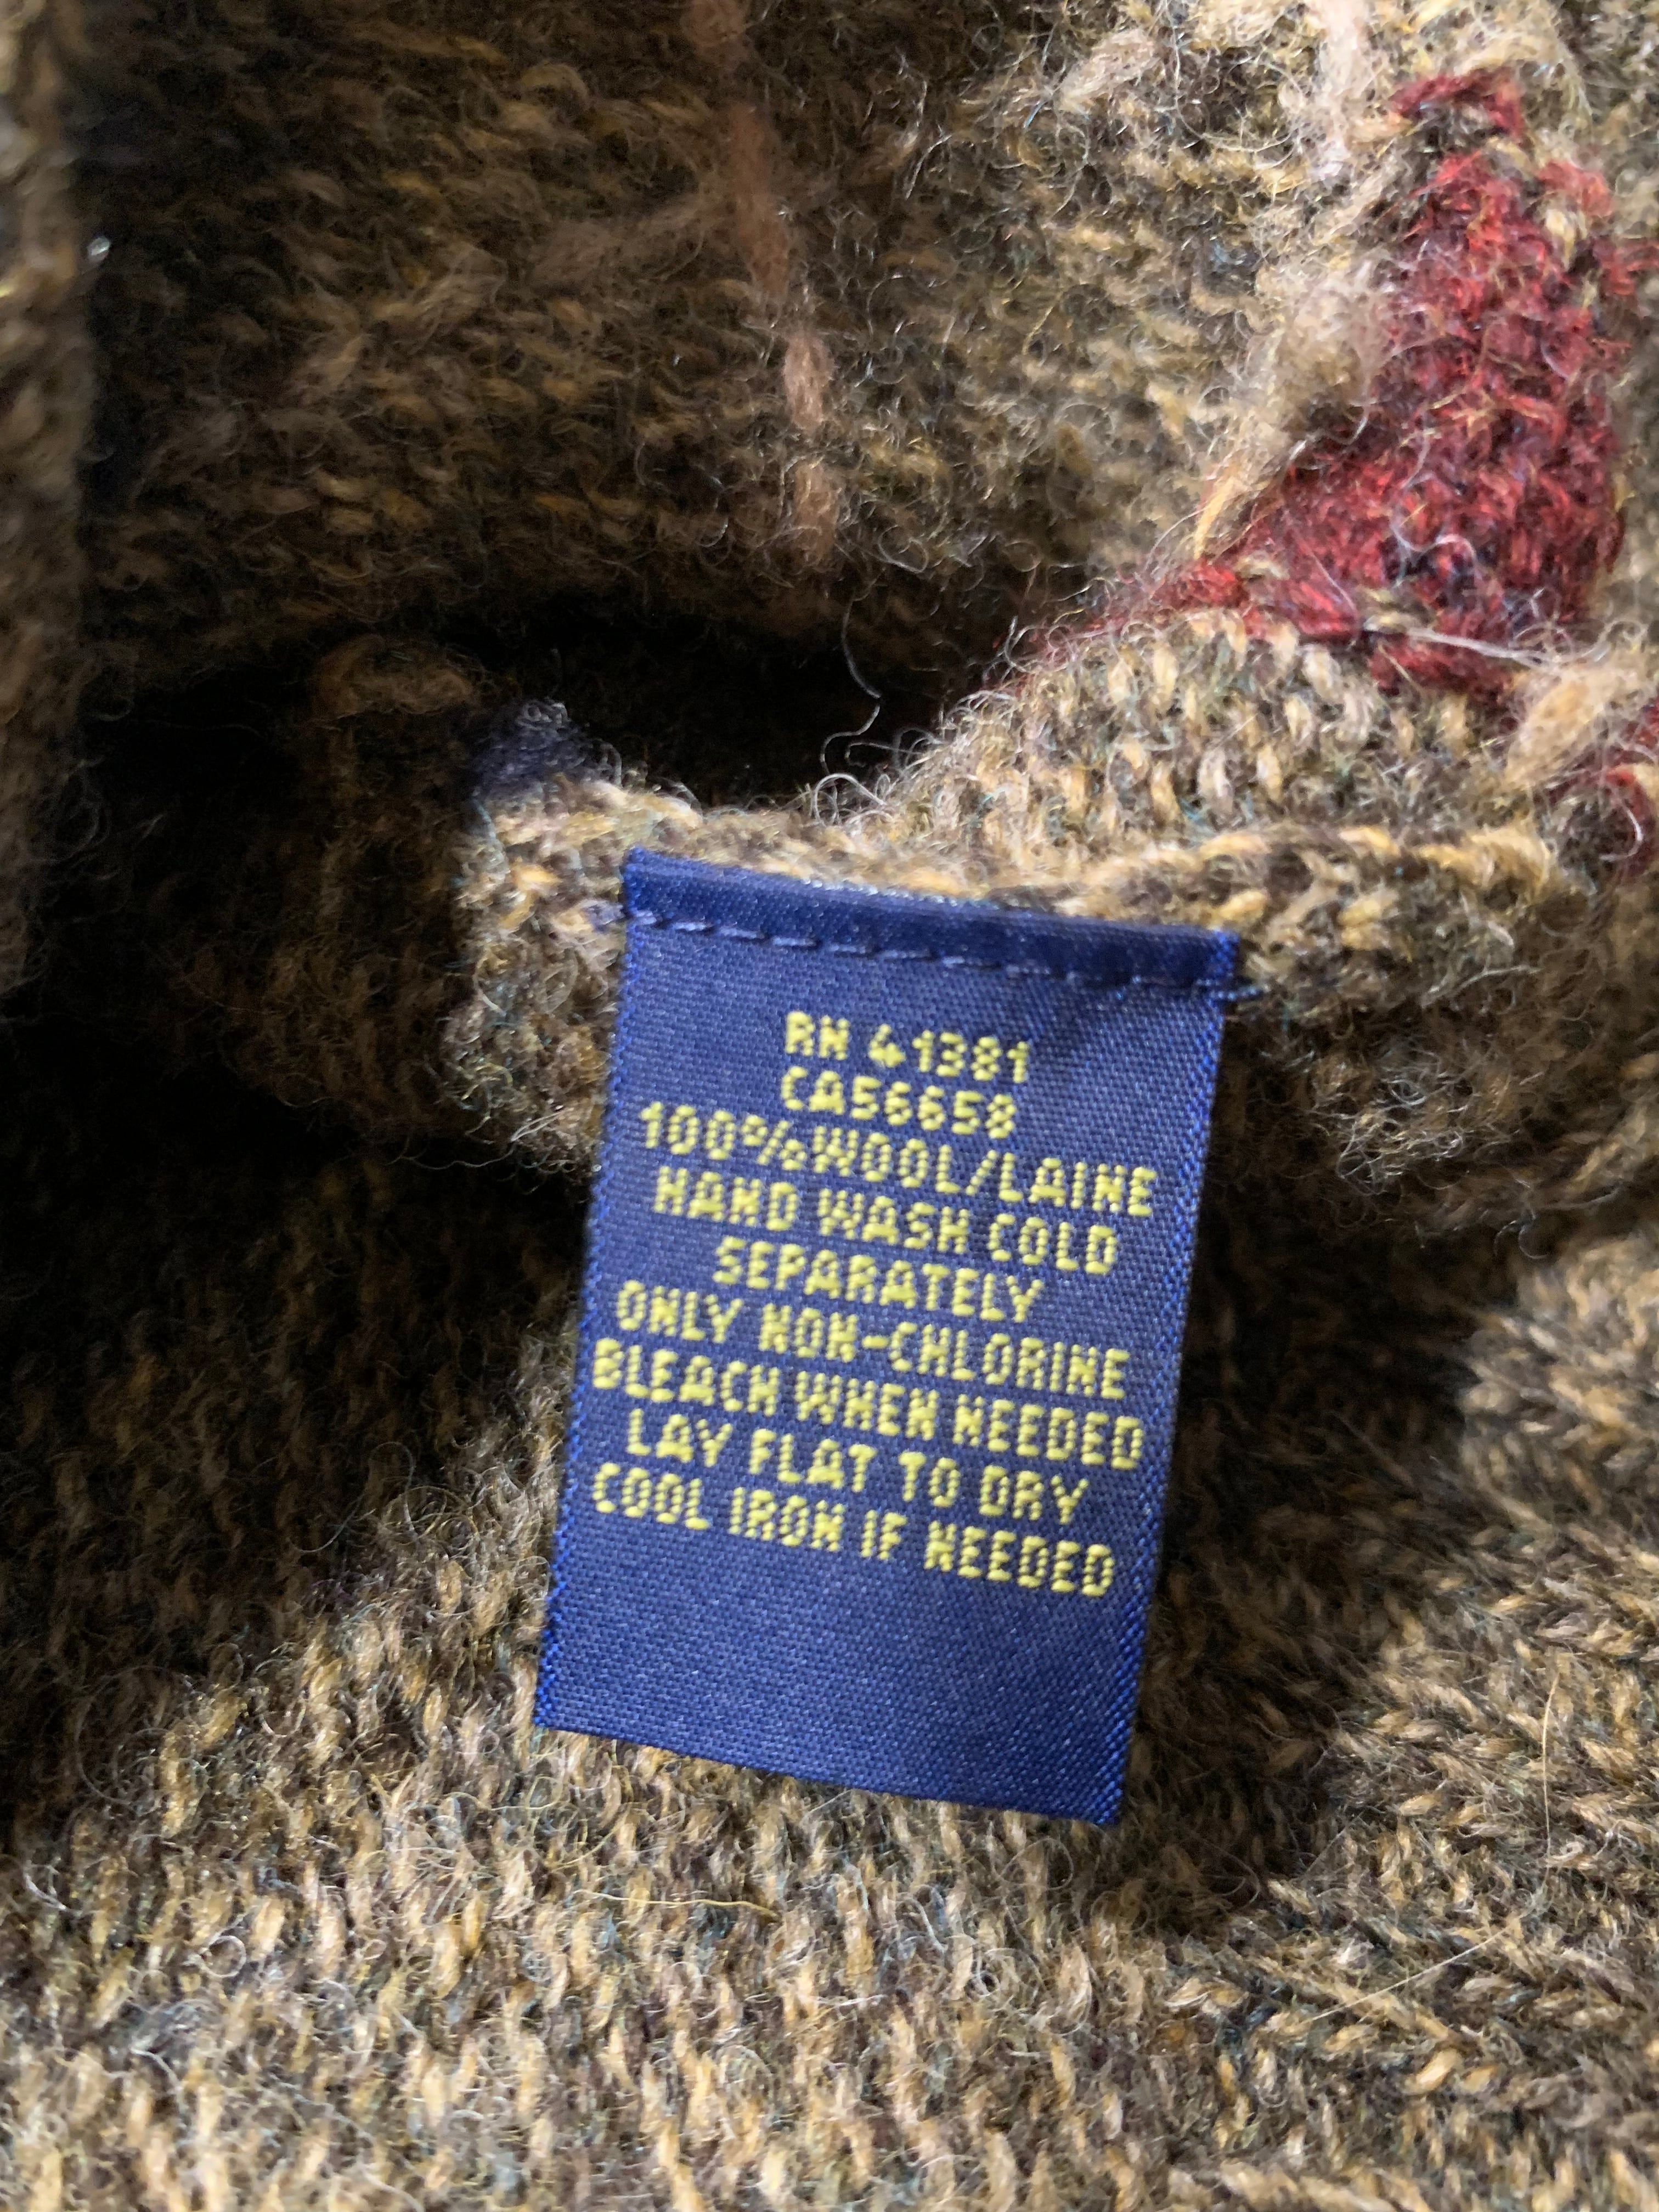 RN 41381
CA56658
100%WOOL/LAINE
HAND WASH COLD
SEPARATELY
ONLY NON-CHLORINE
BLEACH WHEN NEEDED
LAY FLAT TO DRY
COOL IRON IF NEEDED